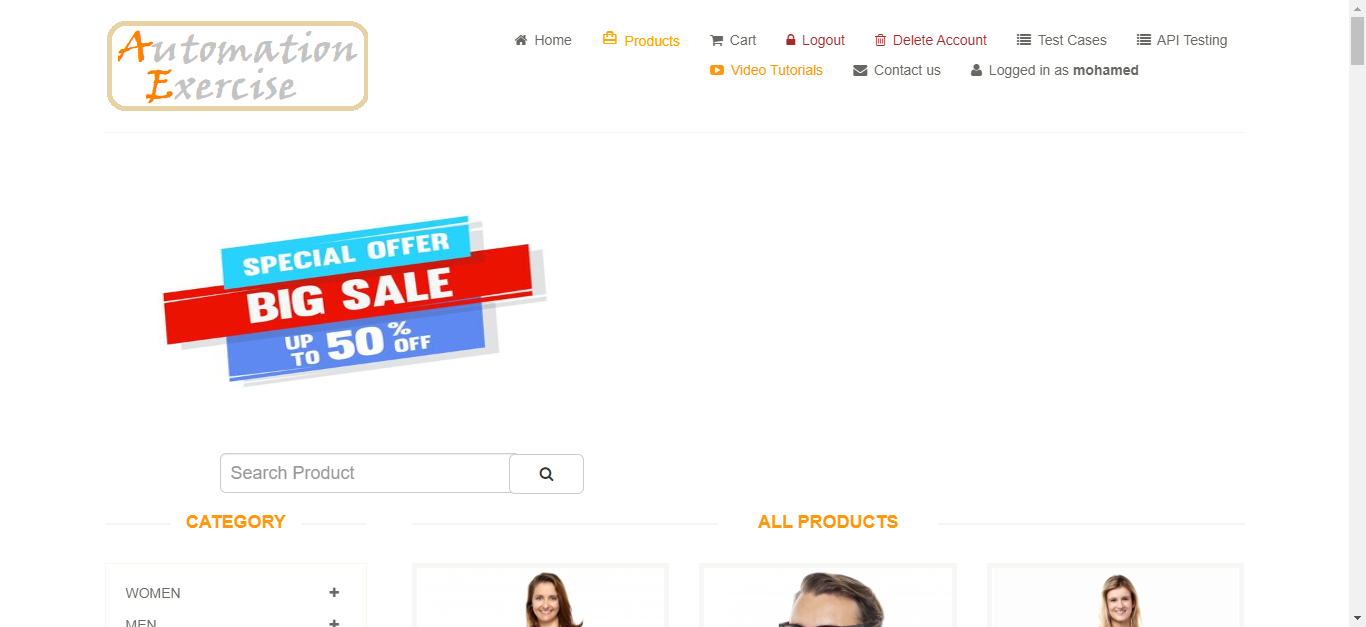 Automation
Exercise
Home Products Cart Logout Delete Account Test Cases API Testing
Video Tutorials Contact us Logged in as mohamed
SPECIAL OFFER
BIG SALE
UP TO 50% OFF
Search Product
CATEGORY
ALL PRODUCTS
WOMEN +
MEN +